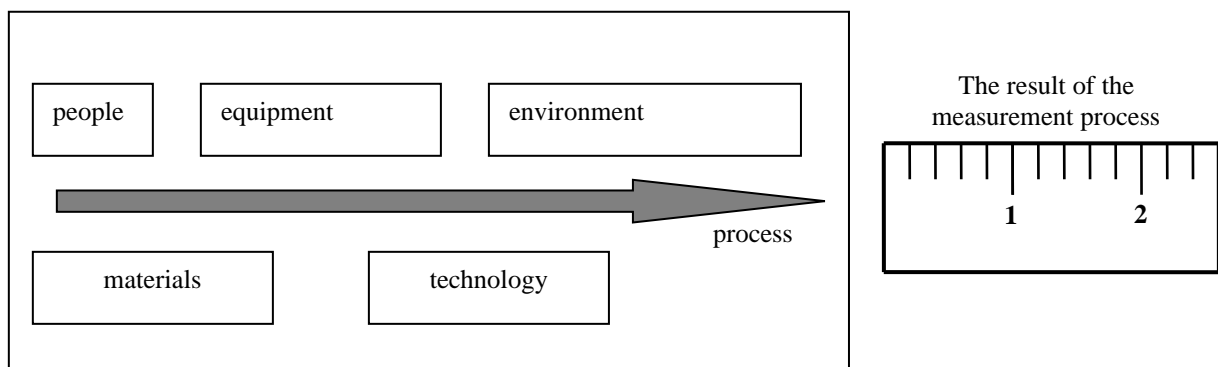 people
equipment
environment
process
materials
technology
The result of the
measurement process
1
2